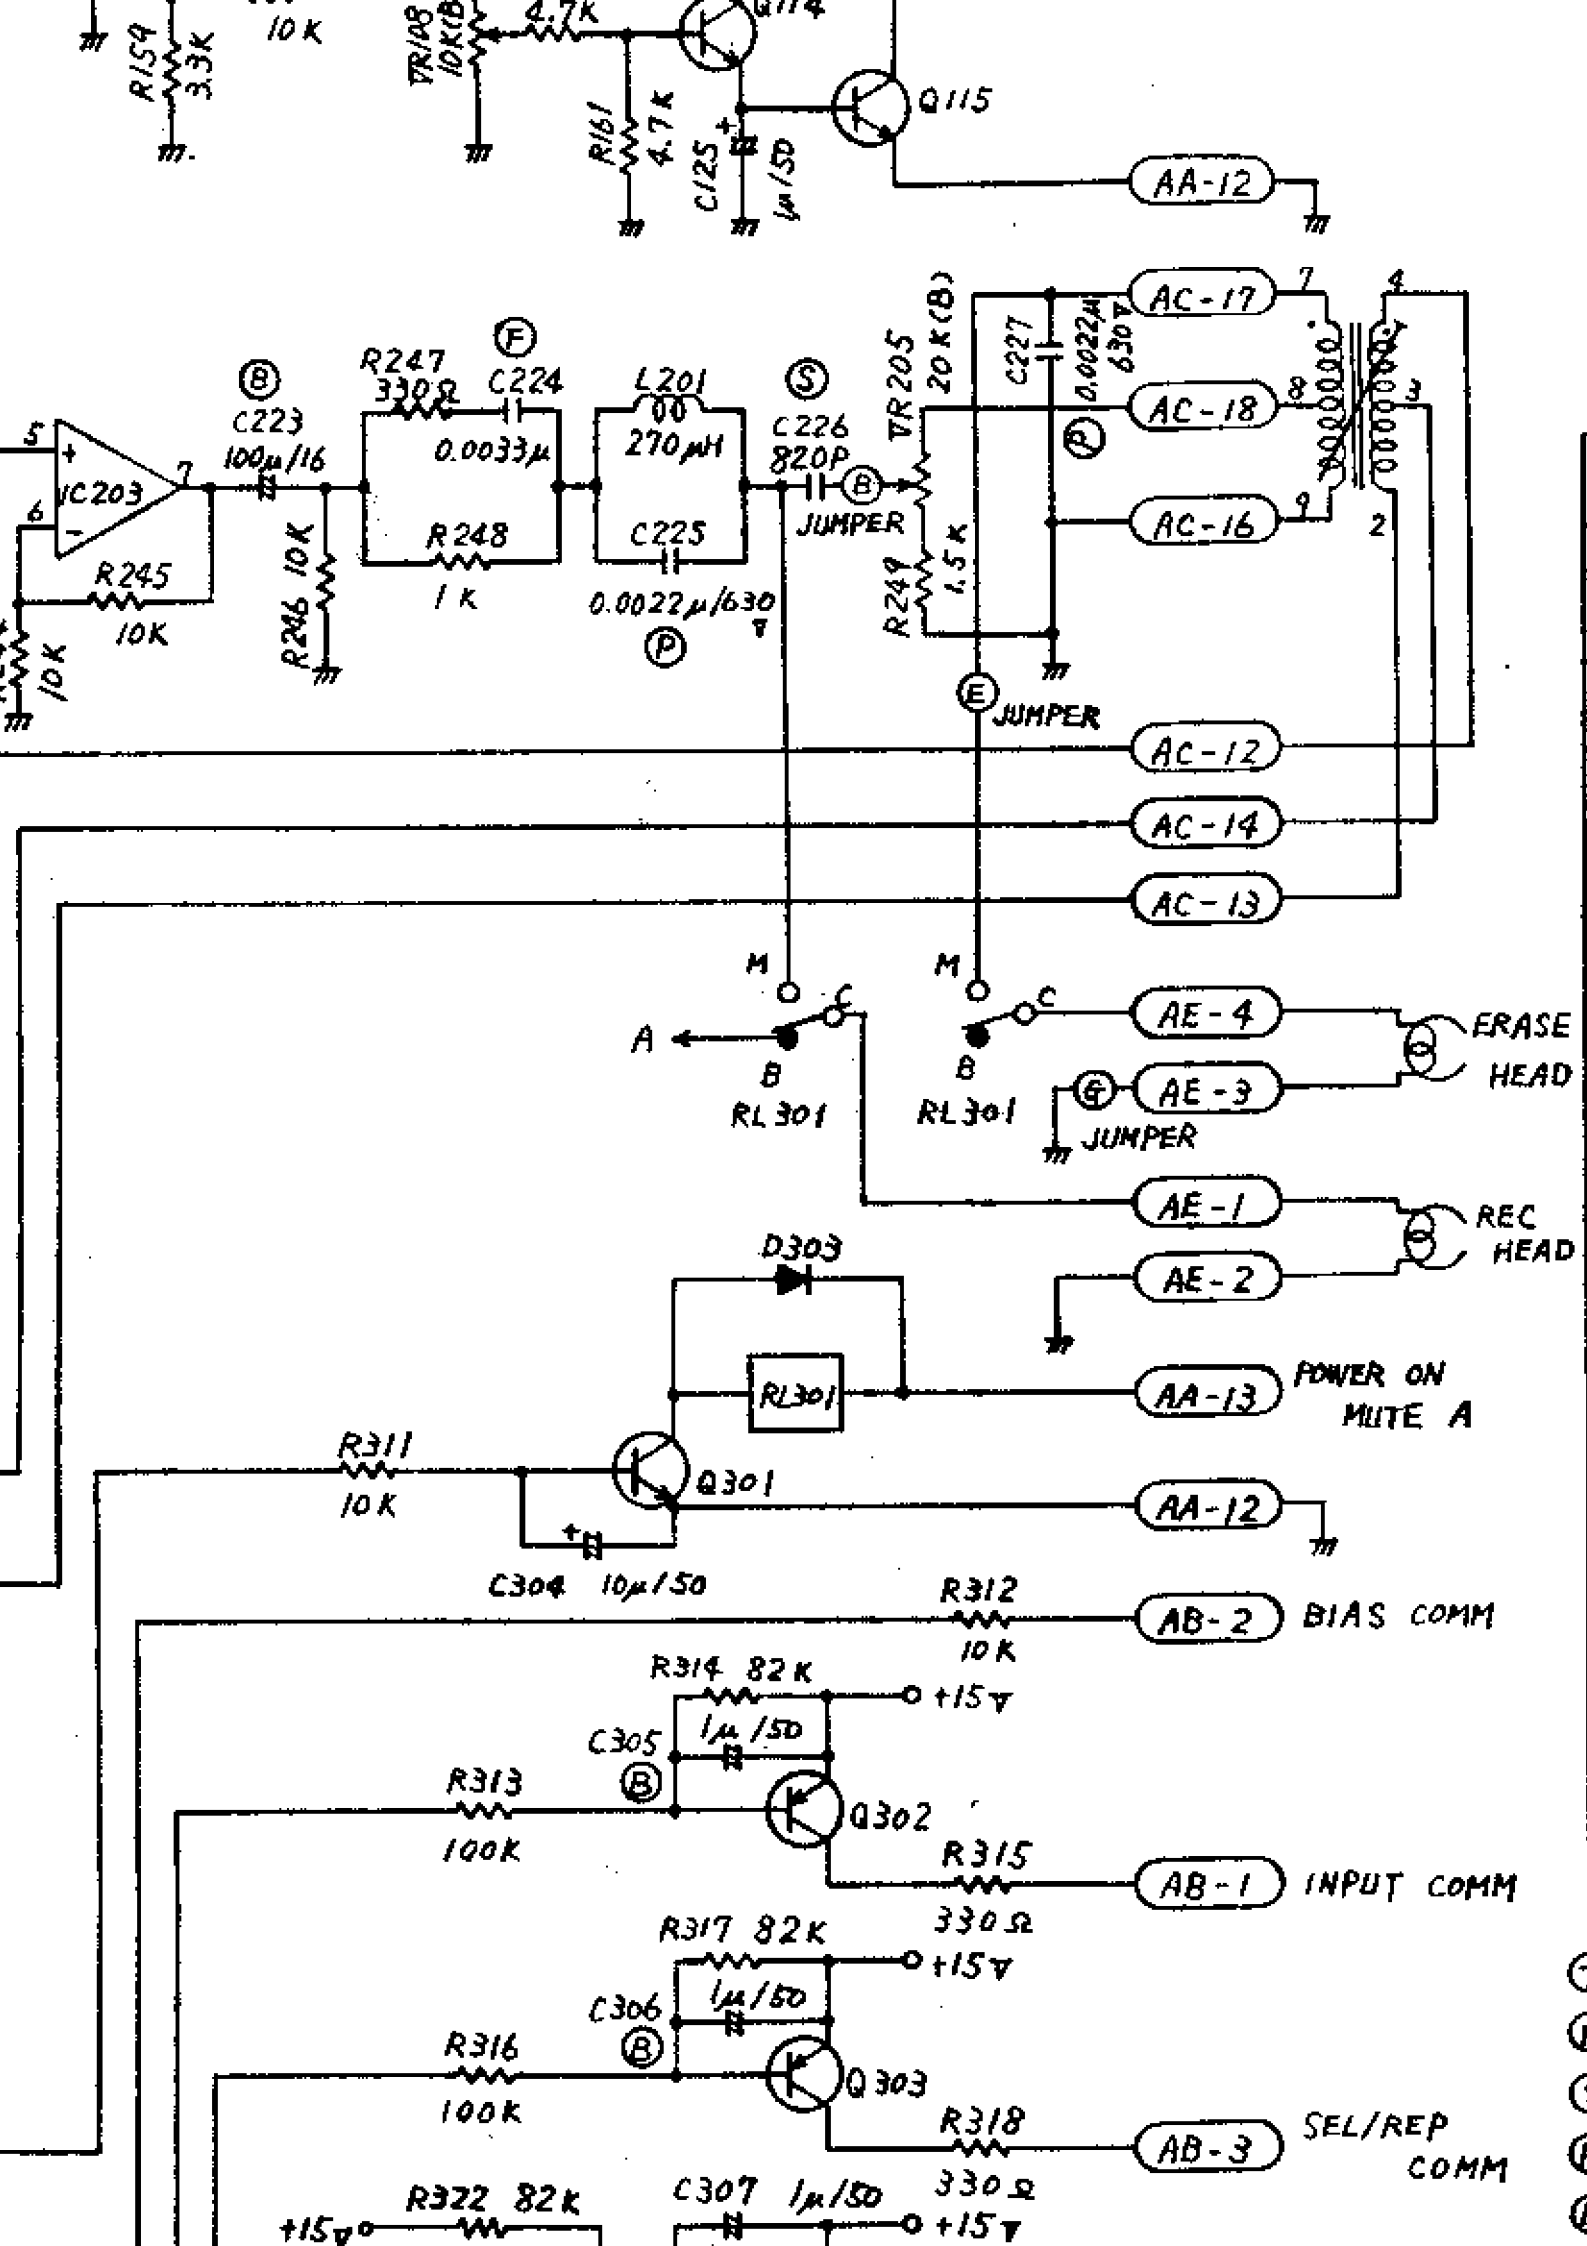 10K
R159
3.3K
VR108
10K(B)
4.7K
Q114
R161
4.7K
+
C125
1μ/50
Q115
AA-12
AC-17
7
4
VR205
20K(B)
C227
0.0022μ
630V
P
AC-18
8
3
AC-16
9
2
R247
330Ω
F
C224
0.0033μ
B
C223
100μ/16
L201
270μH
S
C226
820P
B
JUMPER
5
+
IC203
7
6
-
R245
10K
10K
R246 10K
R248
1K
C225
0.0022μ/630
V
P
R249
1.5K
E
JUMPER
AC-12
AC-14
AC-13
M
C
A
B
RL301
M
C
B
RL301
AE-4
ERASE
HEAD
G
AE-3
JUMPER
AE-1
REC
HEAD
AE-2
D303
RL301
AA-13
POWER ON
MUTE A
R311
10K
Q301
+
C304 10μ/50
AA-12
R312
10K
AB-2
BIAS COMM
R314 82K
+15V
C305
1μ/50
B
R313
100K
Q302
R315
330Ω
AB-1
INPUT COMM
R317 82K
+15V
C306
1μ/50
B
R316
100K
Q303
R318
330Ω
AB-3
SEL/REP
COMM
R322 82K
+15V
C307 1μ/50
+15V